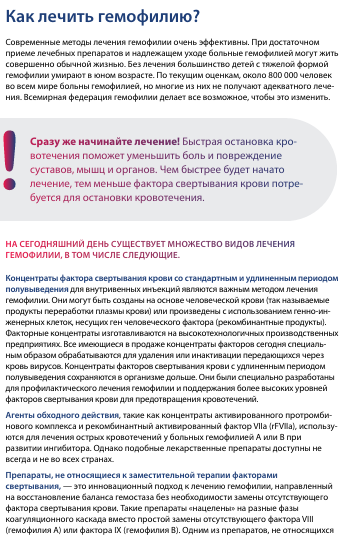 Как лечить гемофилию?
Современные методы лечения гемофилии очень эффективны. При достаточном
приеме лечебных препаратов и надлежащем уходе больные гемофилией могут жить
совершенно обычной жизнью. Без лечения большинство детей с тяжелой формой
гемофилии умирают в юном возрасте. По текущим оценкам, около 800 000 человек
во всем мире больны гемофилией, но многие из них не получают адекватного лече-
ния. Всемирная федерация гемофилии делает все возможное, чтобы это изменить.
! Сразу же начинайте лечение! Быстрая остановка кро-
вотечения поможет уменьшить боль и повреждение
суставов, мышц и органов. Чем быстрее будет начато
лечение, тем меньше фактора свертывания крови потре-
буется для остановки кровотечения.
НА СЕГОДНЯШНИЙ ДЕНЬ СУЩЕСТВУЕТ МНОЖЕСТВО ВИДОВ ЛЕЧЕНИЯ
ГЕМОФИЛИИ, В ТОМ ЧИСЛЕ СЛЕДУЮЩИЕ.
Концентраты фактора свертывания крови со стандартным и удлиненным периодом
полувыведения для внутривенных инъекций являются важным методом лечения
гемофилии. Они могут быть созданы на основе человеческой крови (так называемые
продукты переработки плазмы крови) или произведены с использованием генно-ин-
женерных клеток, несущих ген человеческого фактора (рекомбинантные продукты).
Факторные концентраты изготавливаются на высокотехнологичных производственных
предприятиях. Все имеющиеся в продаже концентраты факторов сегодня специаль-
ным образом обрабатываются для удаления или инактивации передающихся через
кровь вирусов. Концентраты факторов свертывания крови с удлиненным периодом
полувыведения сохраняются в организме дольше. Они были специально разработаны
для профилактического лечения гемофилии и поддержания более высоких уровней
факторов свертывания крови для предотвращения кровотечений.
Агенты обходного действия, такие как концентраты активированного протромби-
нового комплекса и рекомбинантный активированный фактор VIIa (rFVIIa), использу-
ются для лечения острых кровотечений у больных гемофилией А или В при
развитии ингибитора. Однако подобные лекарственные препараты доступны не
всегда и не во всех странах.
Препараты, не относящиеся к заместительной терапии факторами
свертывания, — это инновационный подход к лечению гемофилии, направленный
на восстановление баланса гемостаза без необходимости замены отсутствующего
фактора свертывания крови. Такие препараты «нацелены» на разные фазы
коагуляционного каскада вместо простой замены отсутствующего фактора VIII
(гемофилия А) или фактора IX (гемофилия В). Одним из препаратов, не относящихся